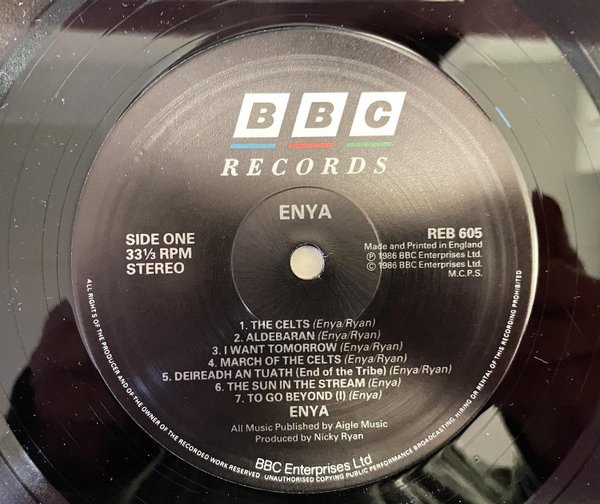 BBC
RECORDS
ENYA
SIDE ONE
33⅓ RPM
STEREO
REB 605
Made and Printed in England
Ⓟ 1986 BBC Enterprises Ltd.
© 1986 BBC Enterprises Ltd.
M.C.P.S.
1. THE CELTS (Enya/Ryan)
2. ALDEBARAN (Enya/Ryan)
3. I WANT TOMORROW (Enya/Ryan)
4. MARCH OF THE CELTS (Enya/Ryan)
5. DEIREADH AN TUATH (End of the Tribe) (Enya/Ryan)
6. THE SUN IN THE STREAM (Enya)
7. TO GO BEYOND (I) (Enya)
ENYA
All Music Published by Aigle Music
Produced by Nicky Ryan
BBC Enterprises Ltd
ALL RIGHTS OF THE PRODUCER AND OF THE OWNER OF THE RECORDED WORK RESERVED UNAUTHORISED COPYING PUBLIC PERFORMANCE BROADCASTING HIRING OR RENTAL OF THIS RECORDING PROHIBITED